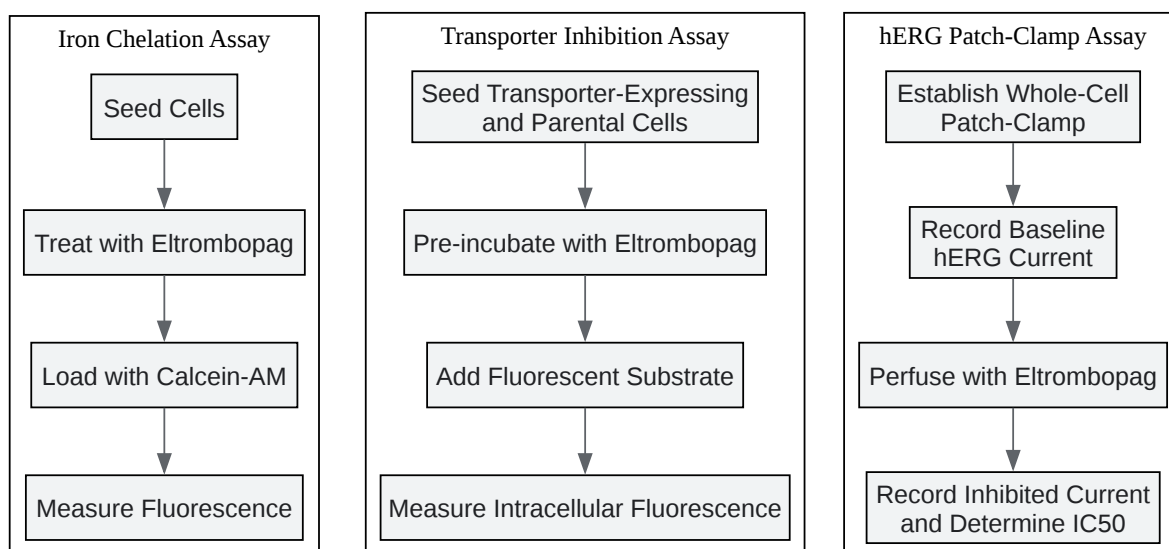 Iron Chelation Assay
Seed Cells
Treat with Eltrombopag
Load with Calcein-AM
Measure Fluorescence
Transporter Inhibition Assay
Seed Transporter-Expressing
and Parental Cells
Pre-incubate with Eltrombopag
Add Fluorescent Substrate
Measure Intracellular Fluorescence
hERG Patch-Clamp Assay
Establish Whole-Cell
Patch-Clamp
Record Baseline
hERG Current
Perfuse with Eltrombopag
Record Inhibited Current
and Determine IC50